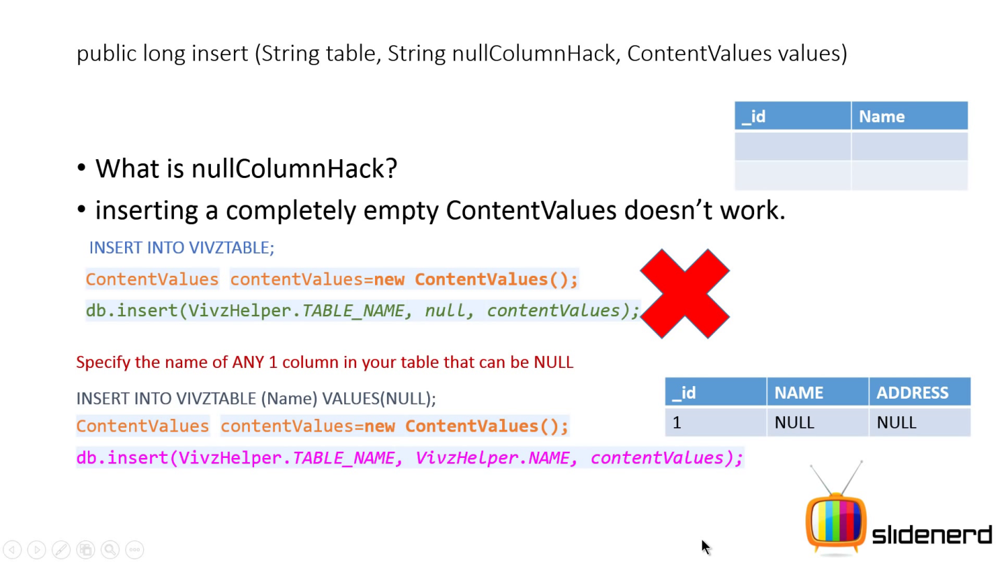 public long insert (String table, String nullColumnHack, ContentValues values)
_id Name
• What is nullColumnHack?
• inserting a completely empty ContentValues doesn’t work.
INSERT INTO VIVZTABLE;
ContentValues contentValues=new ContentValues();
db.insert(VivzHelper.TABLE_NAME, null, contentValues);
Specify the name of ANY 1 column in your table that can be NULL
INSERT INTO VIVZTABLE (Name) VALUES(NULL);
ContentValues contentValues=new ContentValues();
db.insert(VivzHelper.TABLE_NAME, VivzHelper.NAME, contentValues);
_id NAME ADDRESS
1 NULL NULL
slidenerd